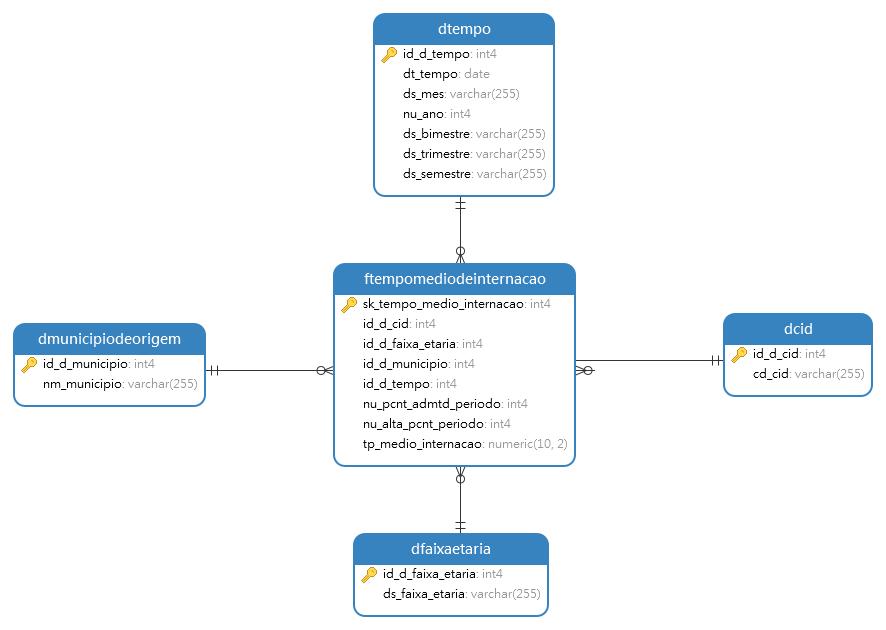 dtempo
id_d_tempo: int4
dt_tempo: date
ds_mes: varchar(255)
nu_ano: int4
ds_bimestre: varchar(255)
ds_trimestre: varchar(255)
ds_semestre: varchar(255)
ftempomediodeinternacao
sk_tempo_medio_internacao: int4
id_d_cid: int4
id_d_faixa_etaria: int4
id_d_municipio: int4
id_d_tempo: int4
nu_pcnt_admtd_periodo: int4
nu_alta_pcnt_periodo: int4
tp_medio_internacao: numeric(10, 2)
dmunicipiodeorigem
id_d_municipio: int4
nm_municipio: varchar(255)
dcid
id_d_cid: int4
cd_cid: varchar(255)
dfaixaetaria
id_d_faixa_etaria: int4
ds_faixa_etaria: varchar(255)